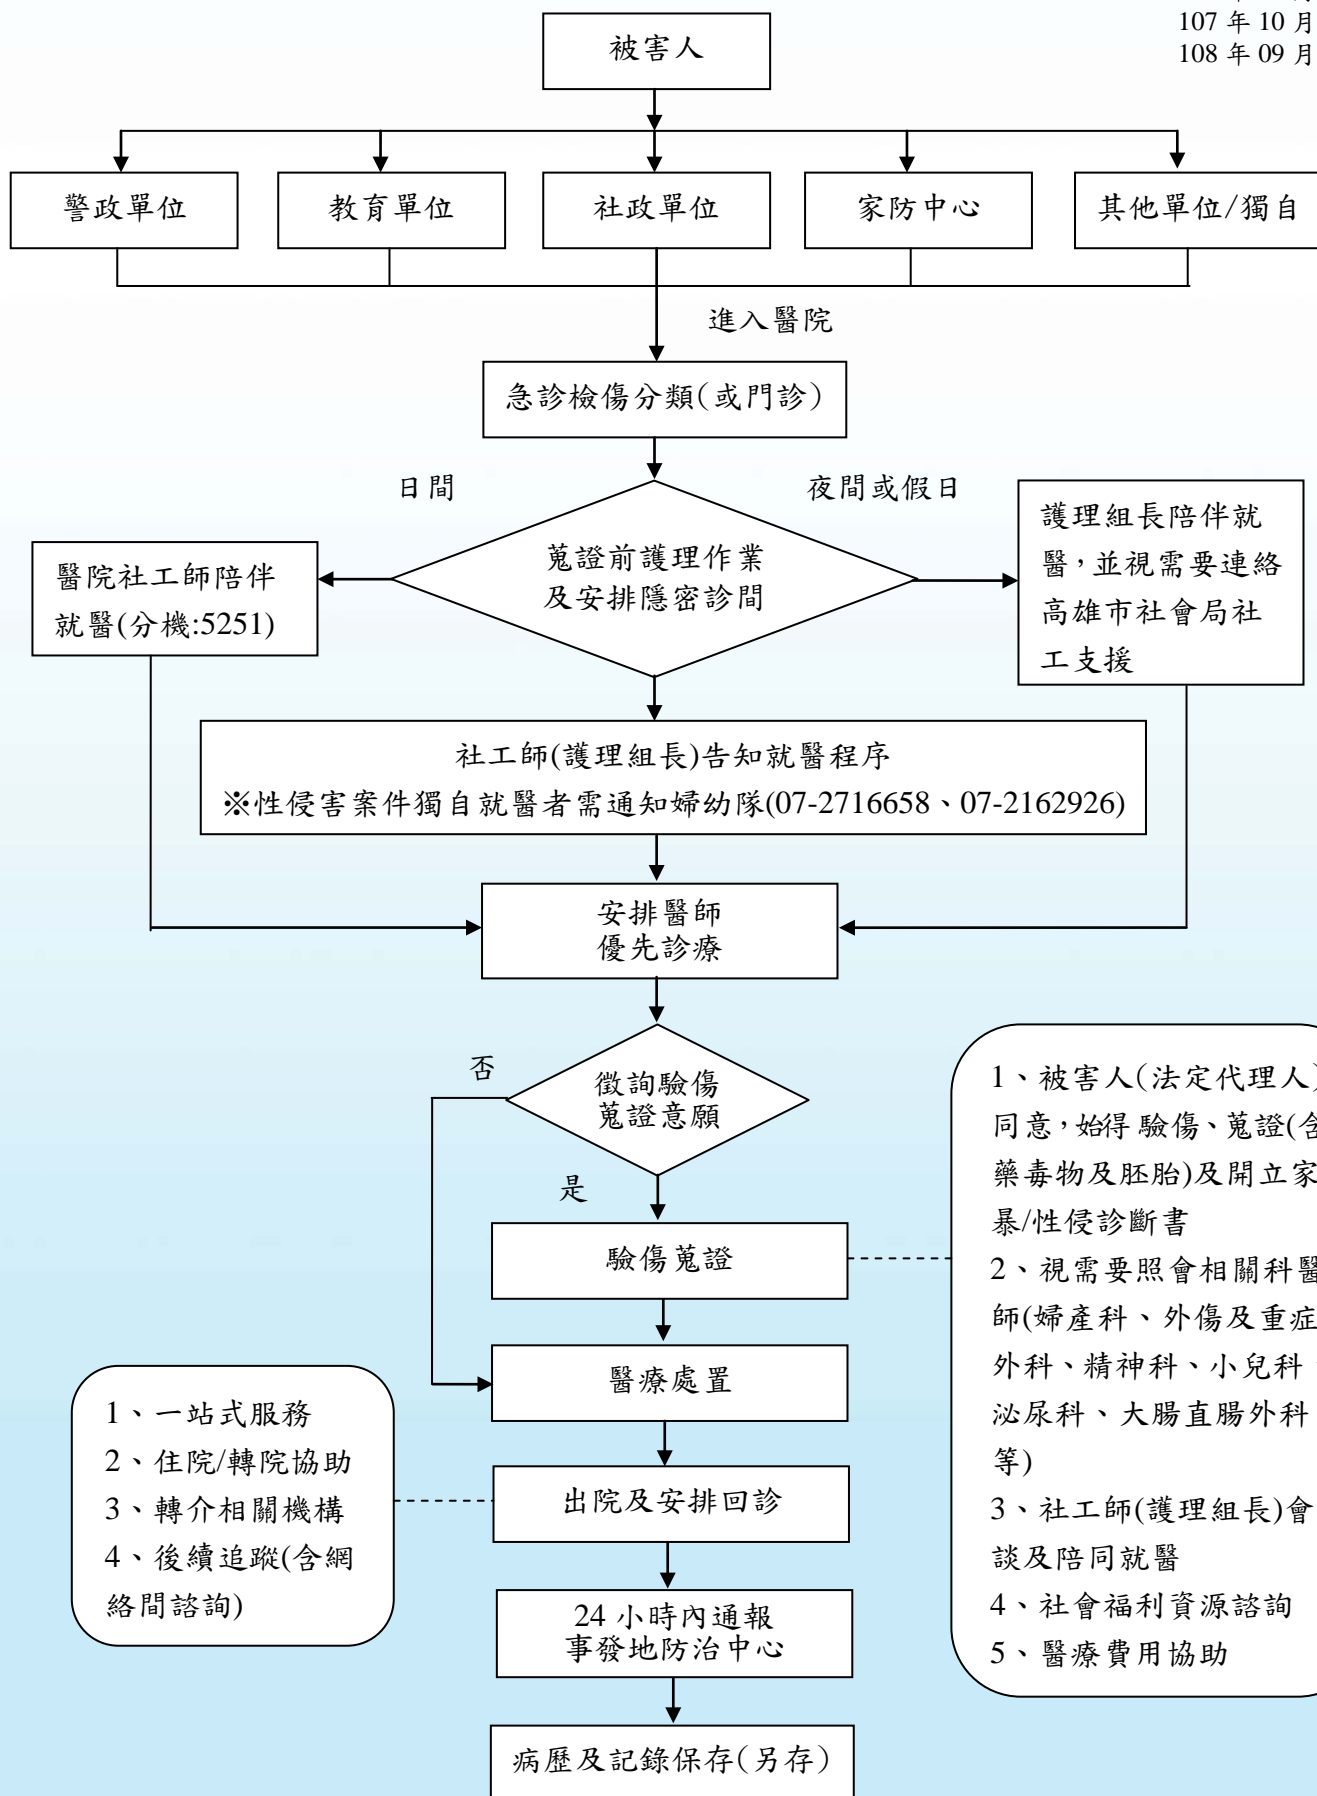 107 年 10 月
108 年 09 月
被害人
警政單位
教育單位
社政單位
家防中心
其他單位/獨自
進入醫院
急診檢傷分類(或門診)
日間
夜間或假日
蒐證前護理作業
及安排隱密診間
醫院社工師陪伴
就醫(分機:5251)
護理組長陪伴就
醫,並視需要連絡
高雄市社會局社
工支援
社工師(護理組長)告知就醫程序
※性侵害案件獨自就醫者需通知婦幼隊(07-2716658、07-2162926)
安排醫師
優先診療
否
徵詢驗傷
蒐證意願
是
驗傷蒐證
1、被害人(法定代理人)
同意,始得 驗傷、蒐證(含
藥毒物及胚胎)及開立家
暴/性侵診斷書
2、視需要照會相關科醫
師(婦產科、外傷及重症
外科、精神科、小兒科
泌尿科、大腸直腸外科
等)
3、社工師(護理組長)會
談及陪同就醫
4、社會福利資源諮詢
5、醫療費用協助
醫療處置
1、一站式服務
2、住院/轉院協助
3、轉介相關機構
4、後續追蹤(含網
絡間諮詢)
出院及安排回診
24 小時內通報
事發地防治中心
病歷及記錄保存(另存)